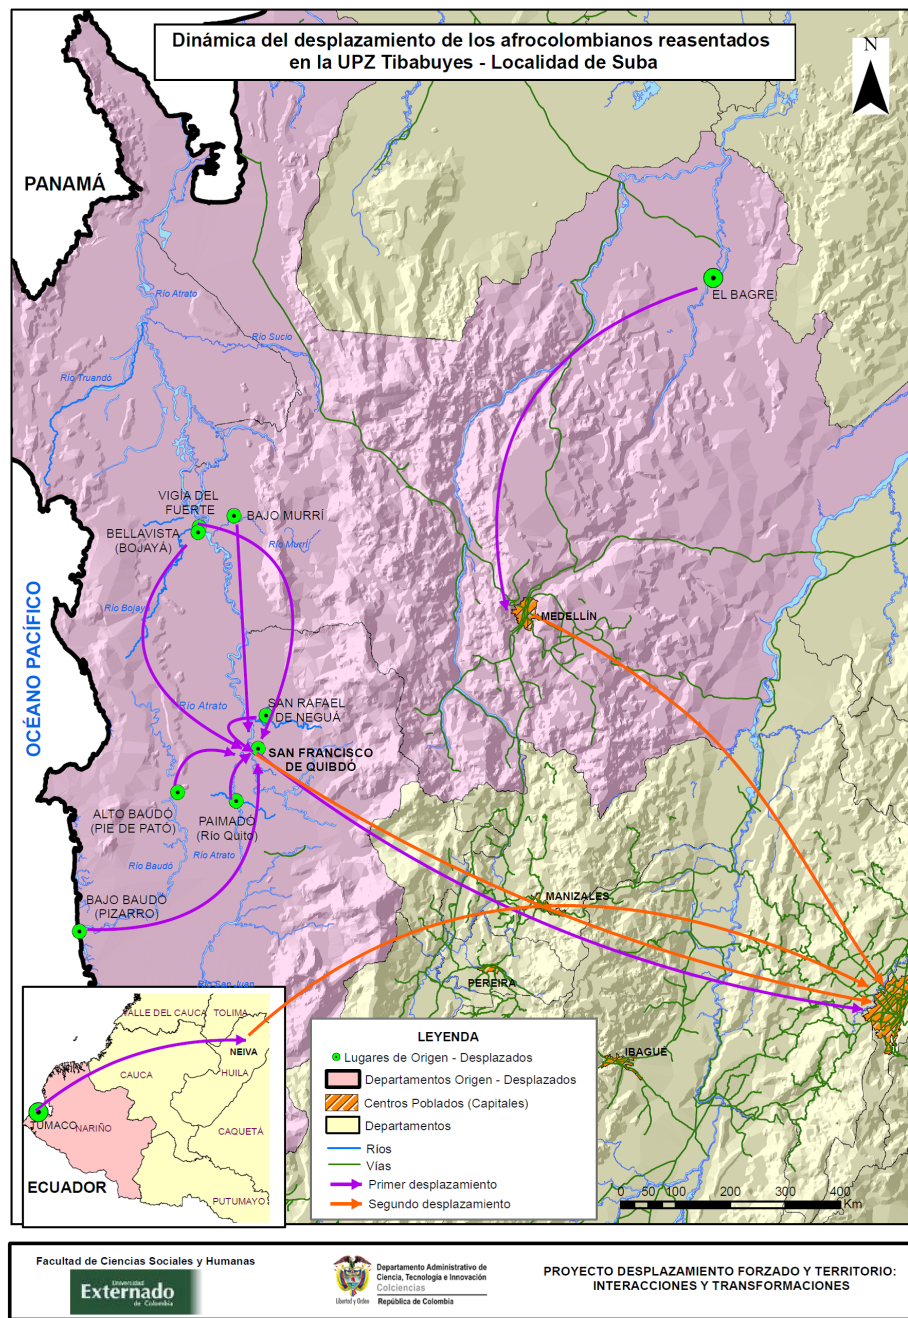 Dinámica del desplazamiento de los afrocolombianos reasentados
en la UPZ Tibabuyes - Localidad de Suba
N
PANAMÁ
EL BAGRE
Río Atrato
Río Sucio
Río Truandó
VIGÍA DEL
FUERTE
BAJO MURRÍ
BELLAVISTA
(BOJAYÁ)
Río Murrí
OCÉANO PACÍFICO
Río Bojayá
MEDELLÍN
Río Atrato
SAN RAFAEL
DE NEGUÁ
SAN FRANCISCO
DE QUIBDÓ
ALTO BAUDÓ
(PIE DE PATÓ)
PAIMADÓ
(Río Quito)
Río Atrato
Río Baudó
BAJO BAUDÓ
(PIZARRO)
MANIZALES
PEREIRA
Río San Juan
IBAGUÉ
VALLE DEL CAUCA
TOLIMA
NEIVA
CAUCA
HUILA
TUMACO
NARIÑO
CAQUETÁ
ECUADOR
PUTUMAYO
LEYENDA
Lugares de Origen - Desplazados
Departamentos Origen - Desplazados
Centros Poblados (Capitales)
Departamentos
Ríos
Vías
Primer desplazamiento
Segundo desplazamiento
0 50 100 200 300 400
Km
Facultad de Ciencias Sociales y Humanas
Universidad
Externado
de Colombia
Libertad y Orden
Departamento Administrativo de
Ciencia, Tecnología e Innovación
Colciencias
República de Colombia
PROYECTO DESPLAZAMIENTO FORZADO Y TERRITORIO:
INTERACCIONES Y TRANSFORMACIONES